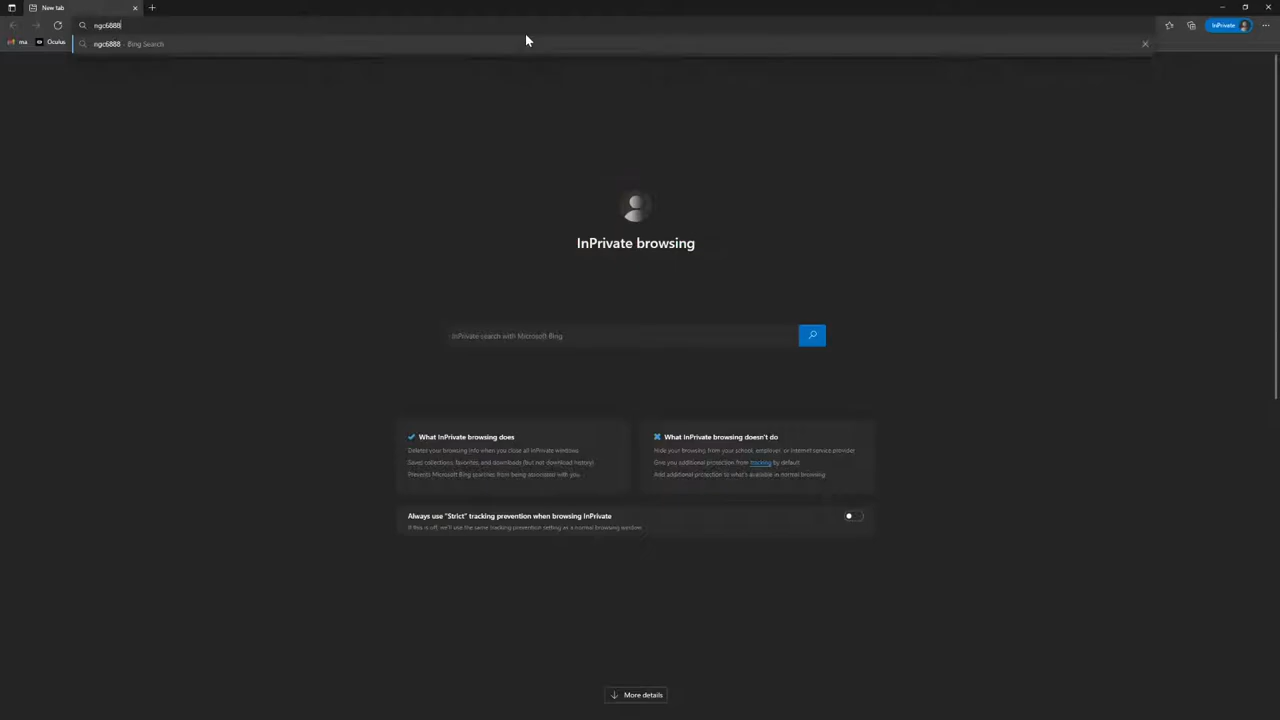 New tab
ngc6888
InPrivate
ma Oculus
ngc6888 - Bing Search
InPrivate browsing
InPrivate search with Microsoft Bing
What InPrivate browsing does
Deletes your browsing info when you close all InPrivate windows
Saves collections, favorites, and downloads (but not download history)
Prevents Microsoft Bing searches from being associated with you
What InPrivate browsing doesn't do
Hide your browsing from your school, employer, or internet service provider
Give you additional protection from tracking by default
Add additional protection to what's available in normal browsing
Always use "Strict" tracking prevention when browsing InPrivate
If this is off, we'll use the same tracking prevention setting as a normal browsing window
More details